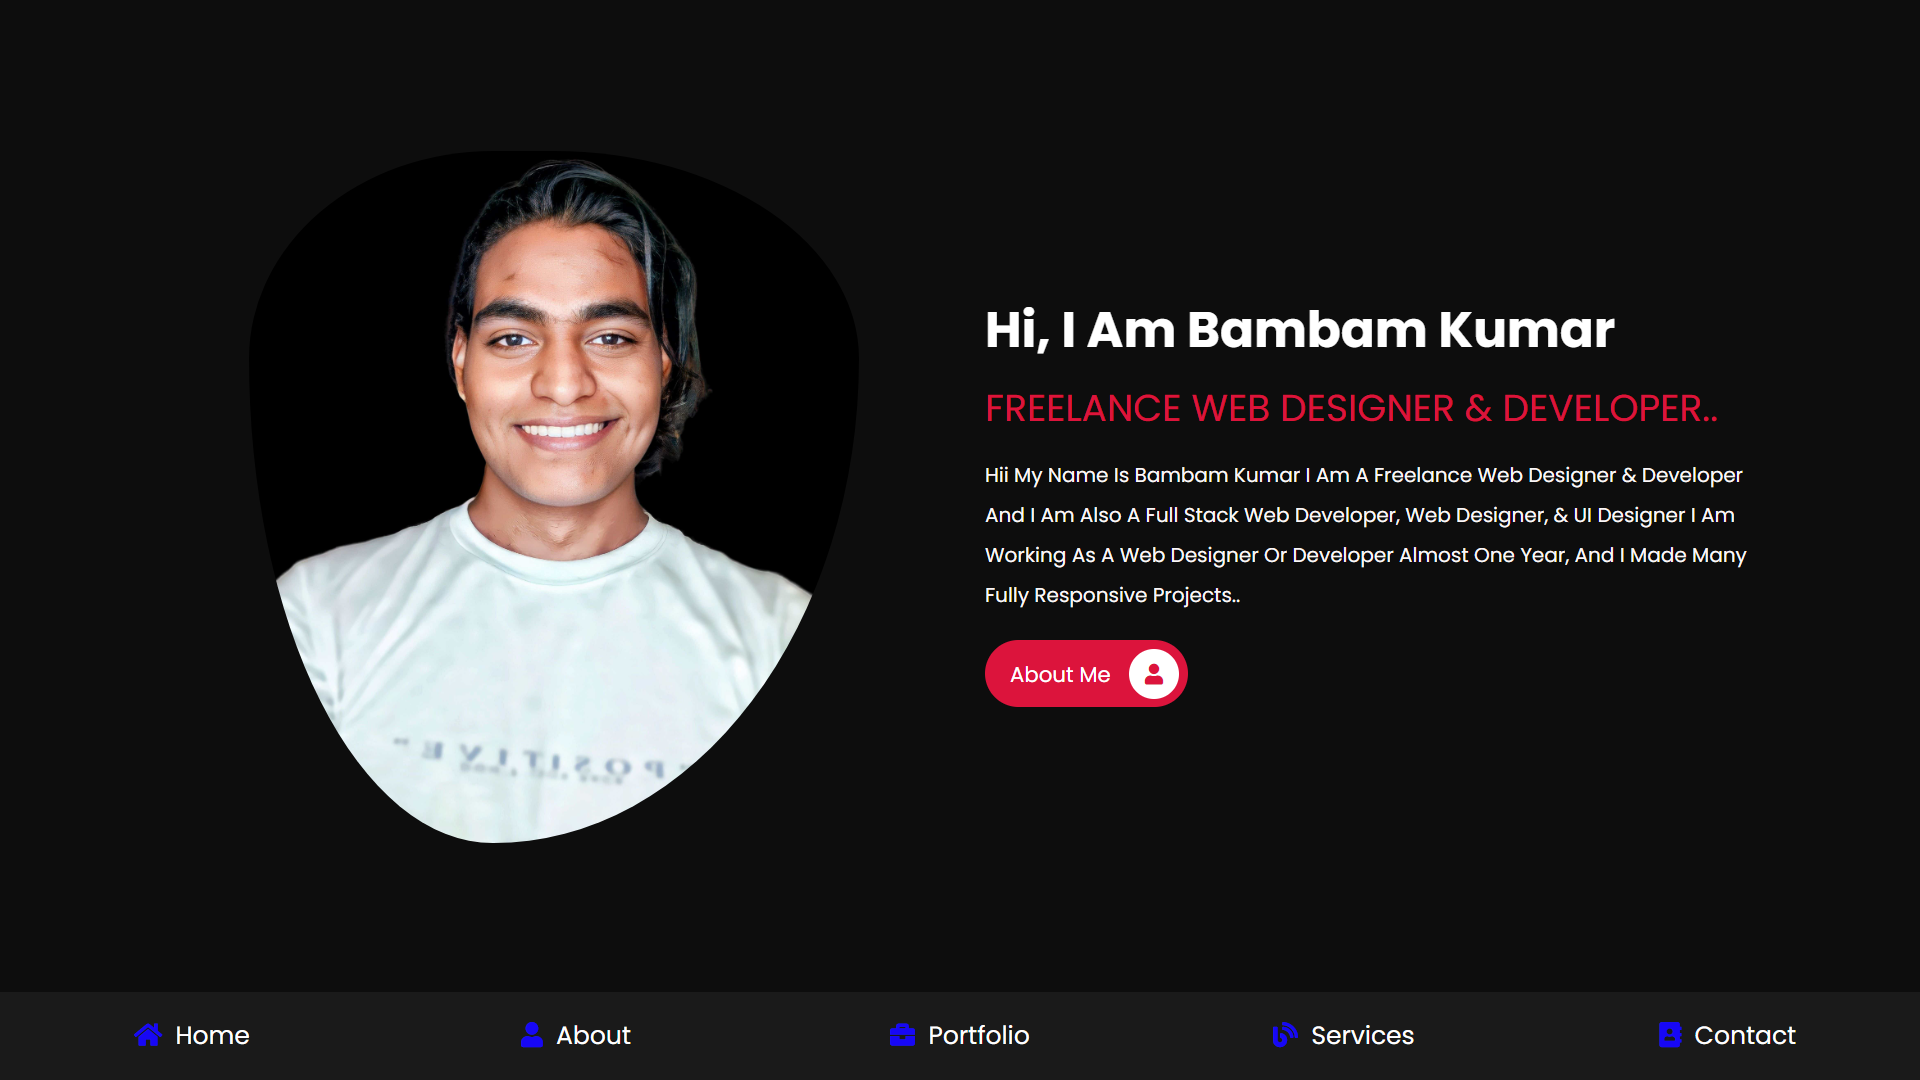 Hi, I Am Bambam Kumar
FREELANCE WEB DESIGNER & DEVELOPER..
Hii My Name Is Bambam Kumar I Am A Freelance Web Designer & Developer
And I Am Also A Full Stack Web Developer, Web Designer, & UI Designer I Am
Working As A Web Designer Or Developer Almost One Year, And I Made Many
Fully Responsive Projects..
About Me
"POSITIVE"
Home
About
Portfolio
Services
Contact